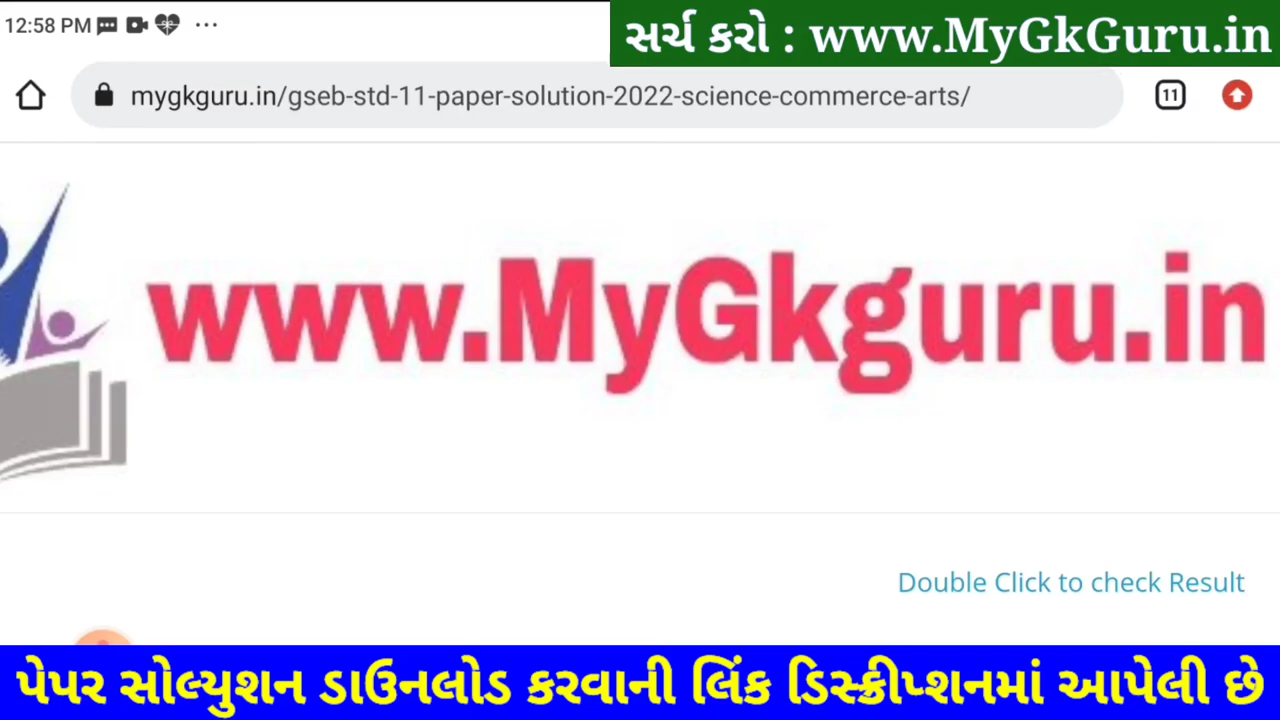 12:58 PM
સર્ચ કરો : www.MyGkGuru.in
mygkguru.in/gseb-std-11-paper-solution-2022-science-commerce-arts/
11
www.MyGkguru.in
Double Click to check Result
પેપર સોલ્યુશન ડાઉનલોડ કરવાની લિંક ડિસ્ક્રીપ્શનમાં આપેલી છે